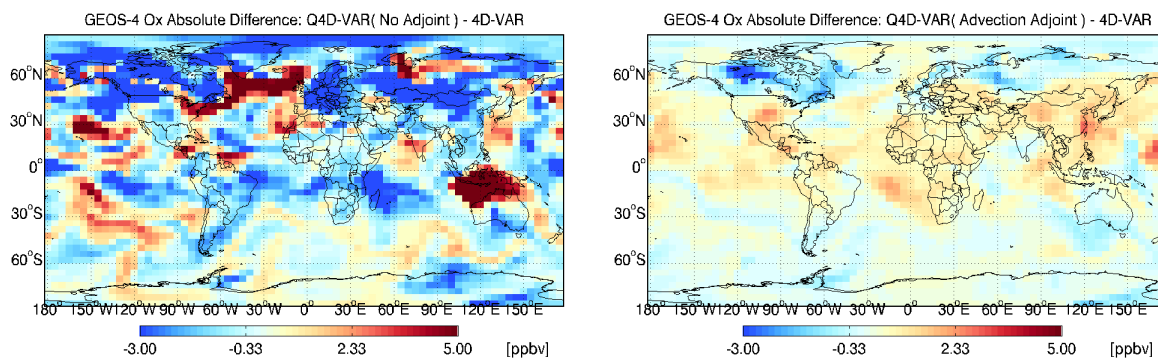 GEOS-4 Ox Absolute Difference: Q4D-VAR( No Adjoint ) - 4D-VAR
60°N
30°N
0°
30°S
60°S
180° 150°W 120°W 90°W 60°W 30°W 0° 30°E 60°E 90°E 120°E 150°E
-3.00 -0.33 2.33 5.00 [ppbv]
GEOS-4 Ox Absolute Difference: Q4D-VAR( Advection Adjoint ) - 4D-VAR
60°N
30°N
0°
30°S
60°S
180° 150°W 120°W 90°W 60°W 30°W 0° 30°E 60°E 90°E 120°E 150°E
-3.00 -0.33 2.33 5.00 [ppbv]